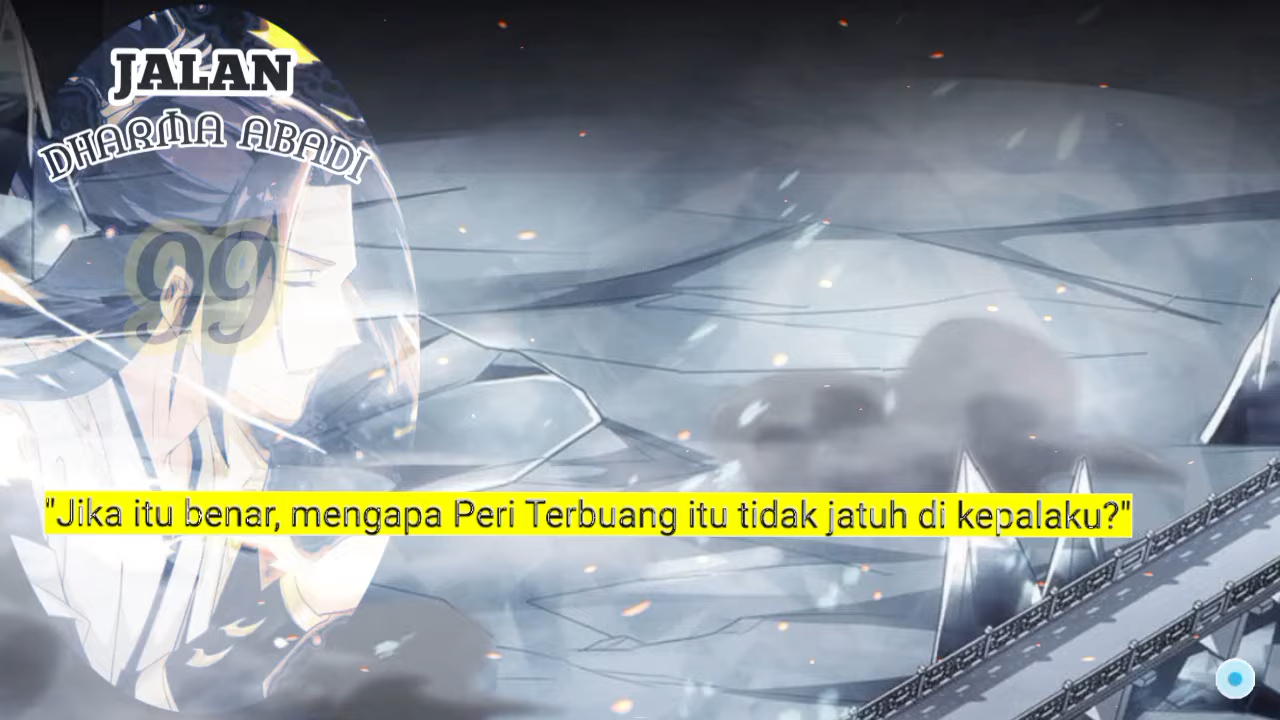 JALAN
DHARMA ABADI
99
"Jika itu benar, mengapa Peri Terbuang itu tidak jatuh di kepalaku?"